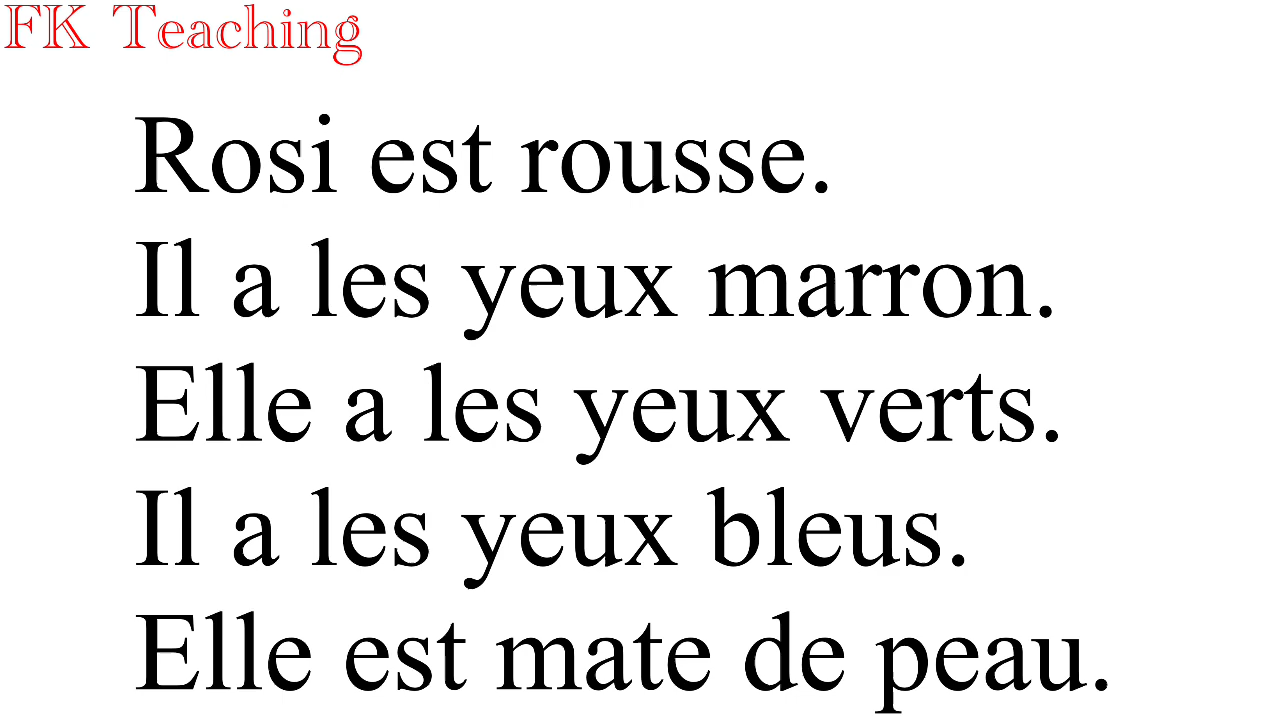 FK Teaching
Rosi est rousse.
Il a les yeux marron.
Elle a les yeux verts.
Il a les yeux bleus.
Elle est mate de peau.